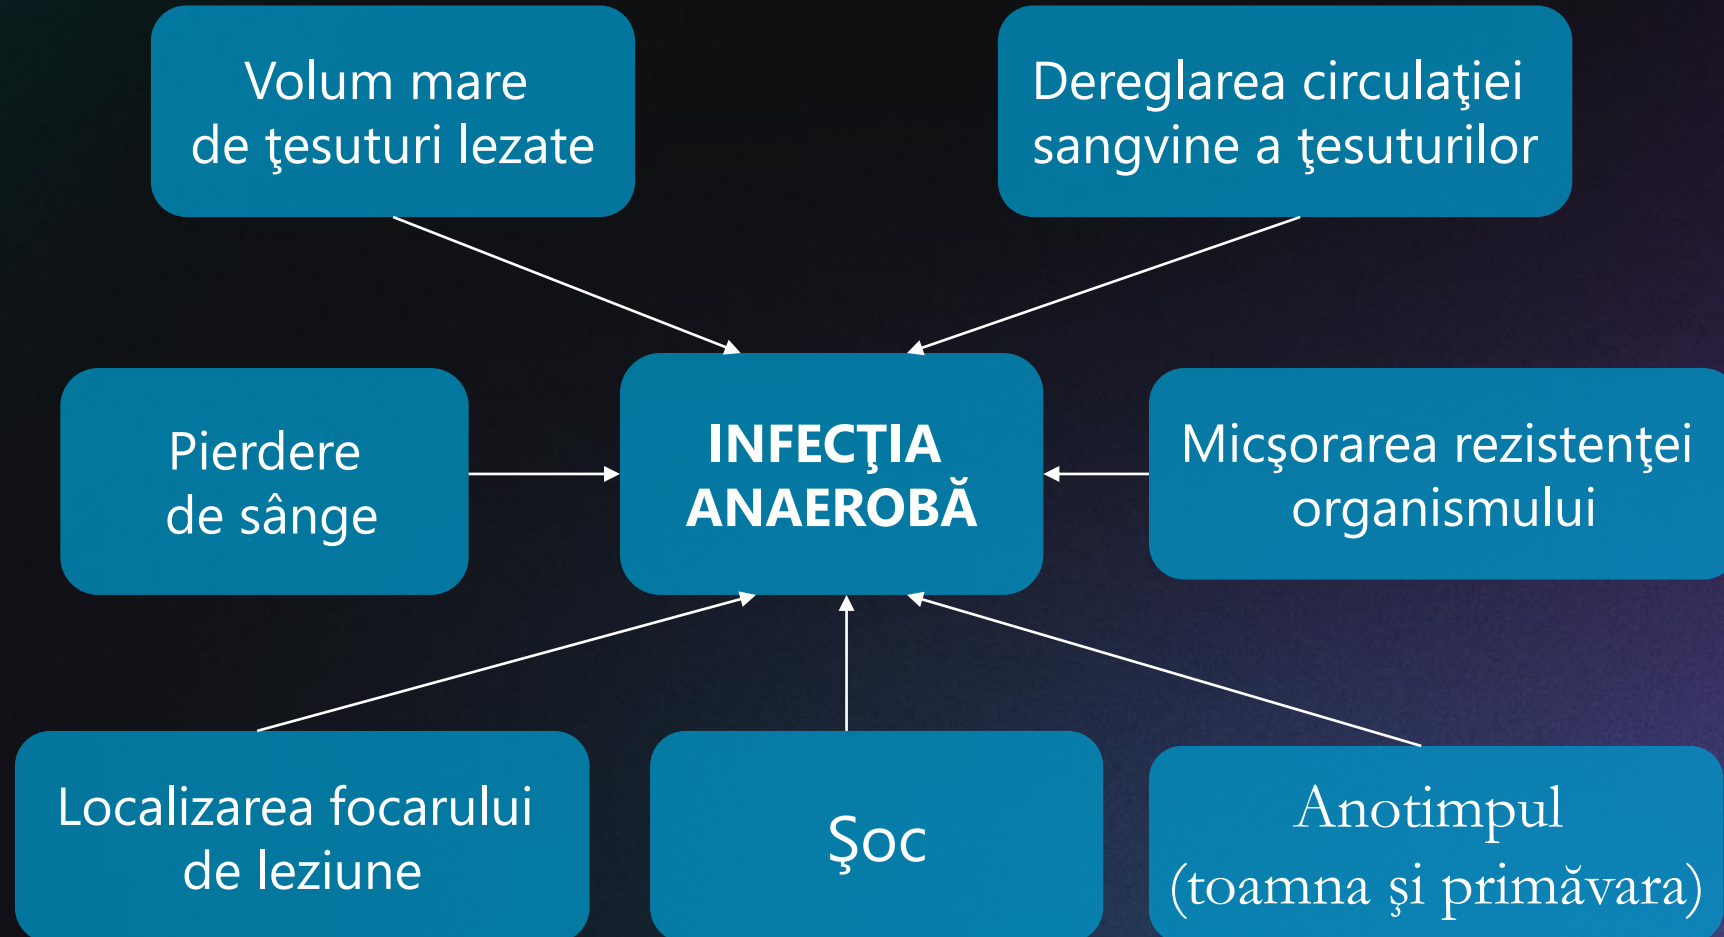 Volum mare
de ţesuturi lezate
Dereglarea circulaţiei
sangvine a ţesuturilor
Pierdere
de sânge
INFECŢIA
ANAEROBĂ
Micşorarea rezistenţei
organismului
Localizarea focarului
de leziune
Şoc
Anotimpul
(toamna şi primăvara)